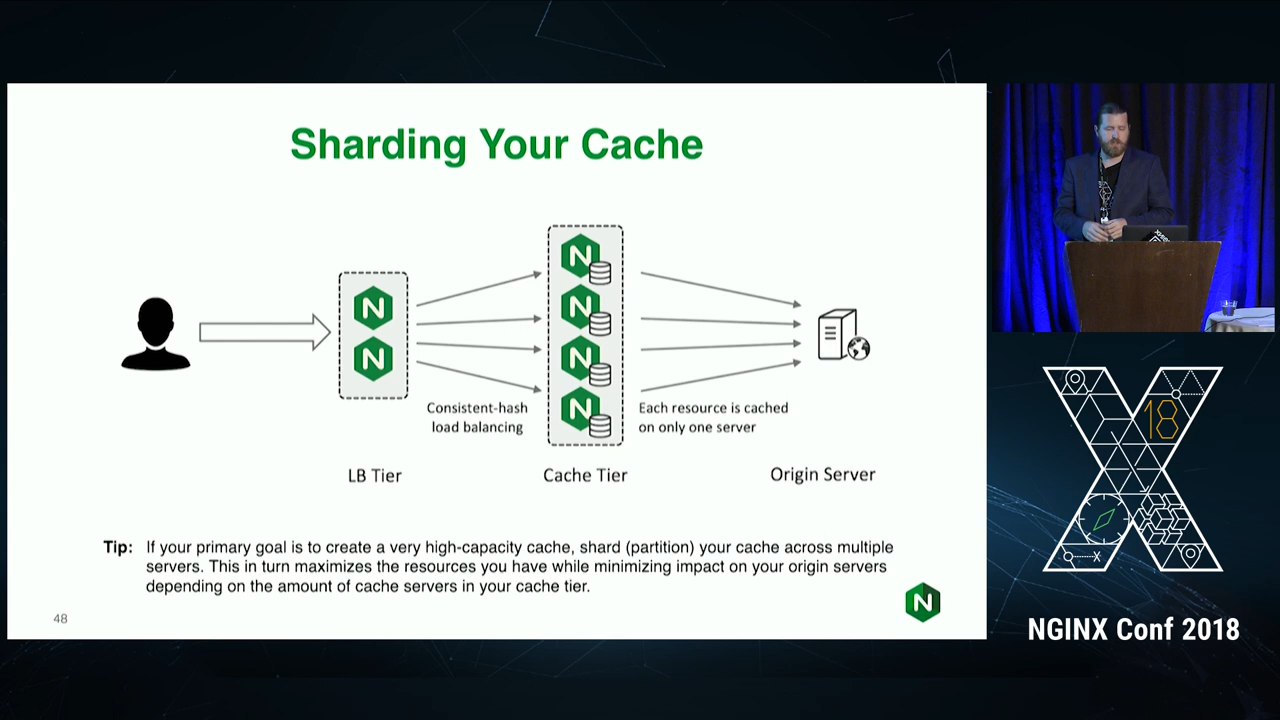 Sharding Your Cache
N
N
N
N
N
N
Consistent-hash
load balancing
Each resource is cached
on only one server
LB Tier
Cache Tier
Origin Server
Tip: If your primary goal is to create a very high-capacity cache, shard (partition) your cache across multiple
servers. This in turn maximizes the resources you have while minimizing impact on your origin servers
depending on the amount of cache servers in your cache tier.
48
N
18
X
NGINX Conf 2018